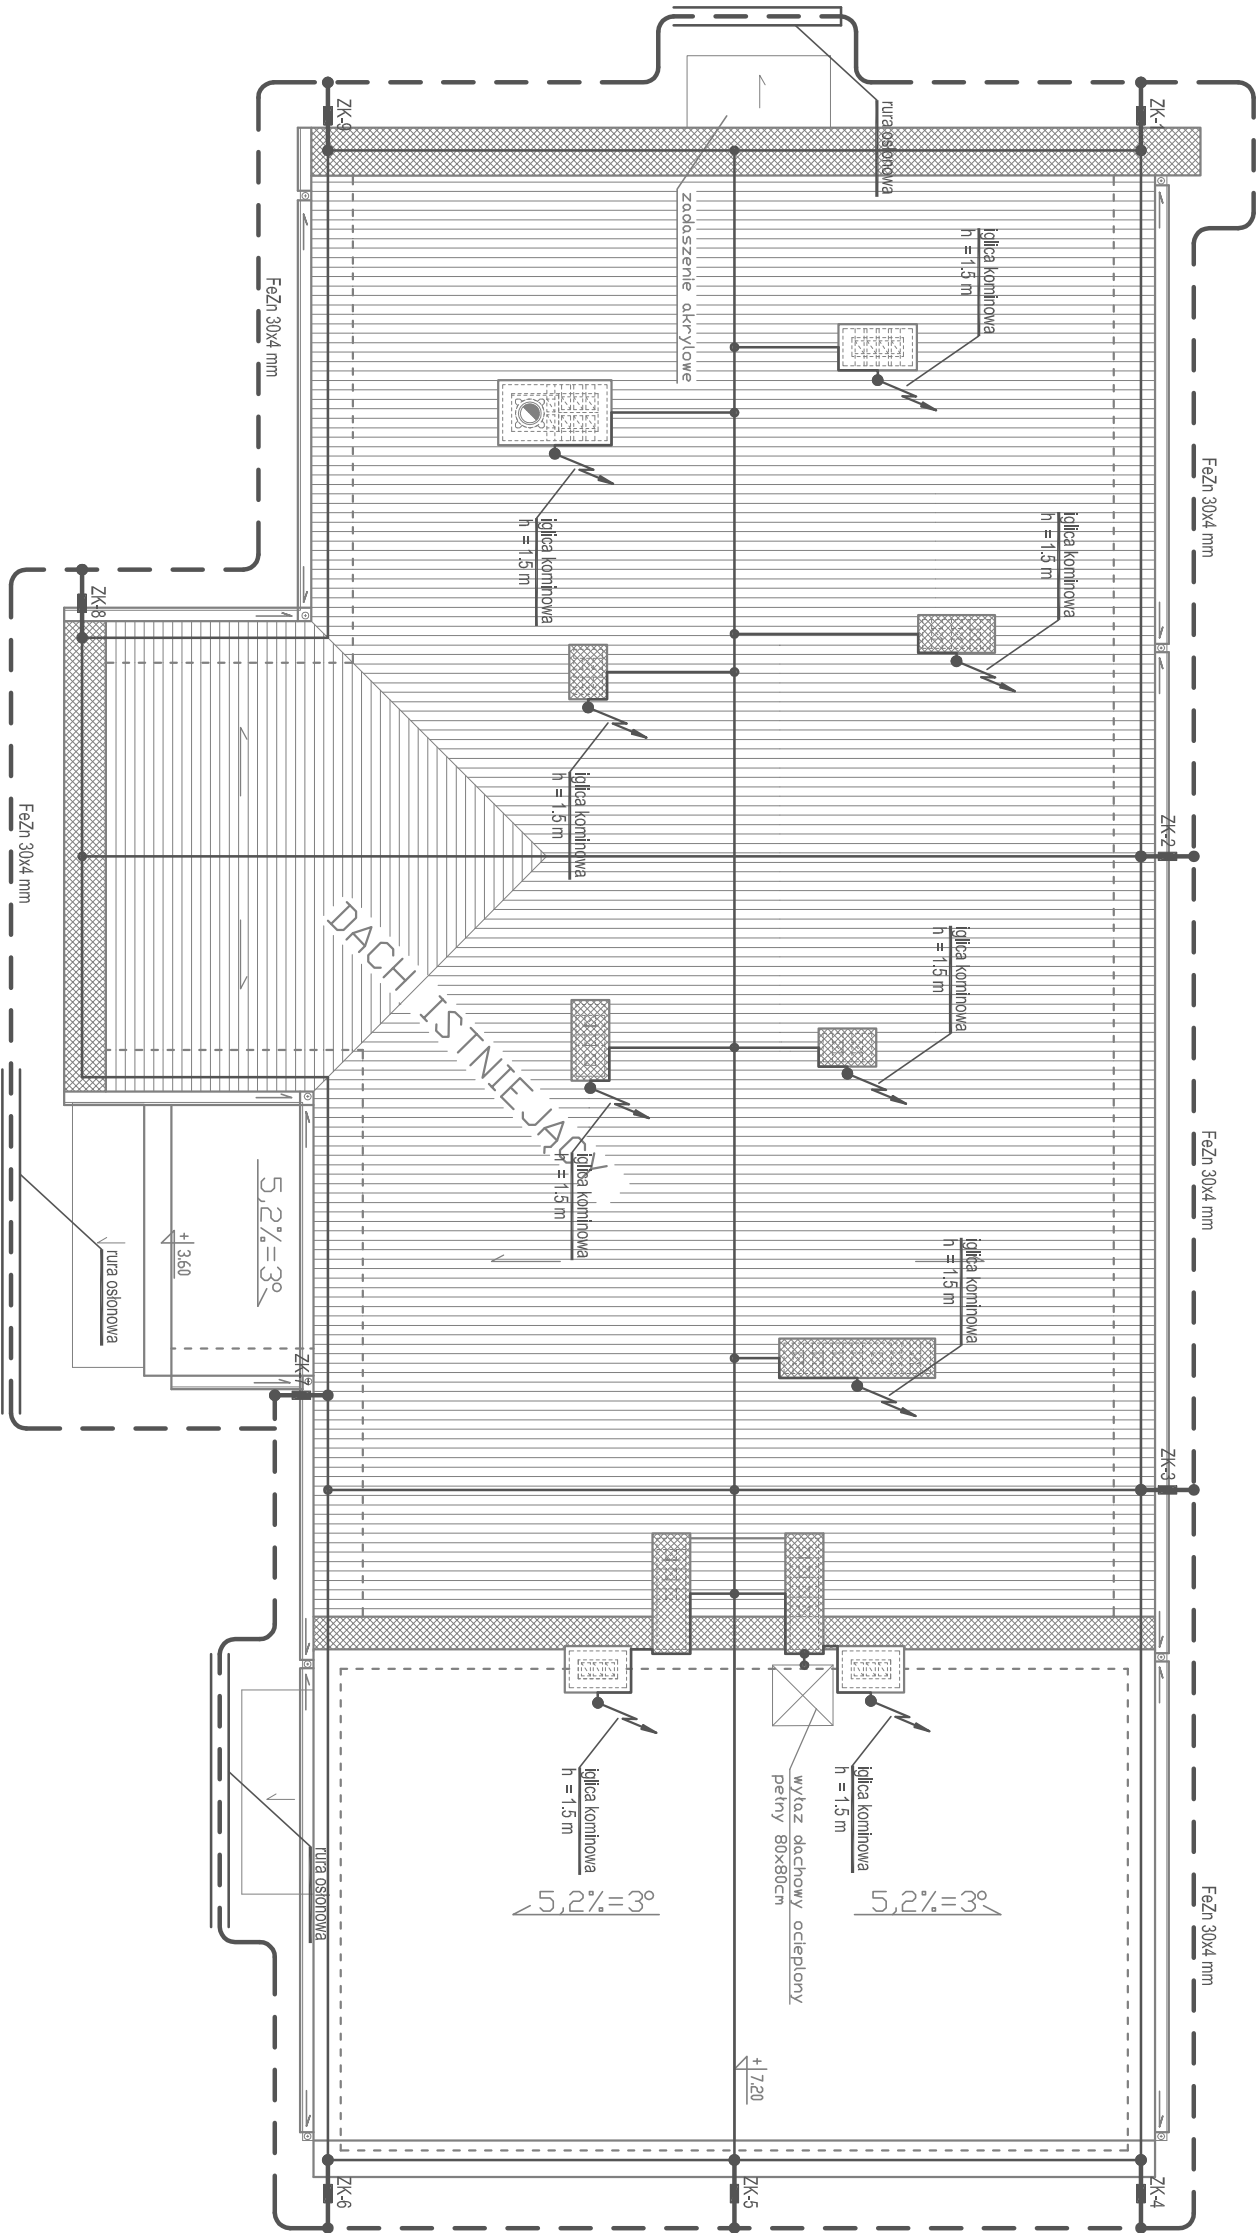 ZK-9
ZK-1
rura osłonowa
zadaszenie akrylowe
iglica kominowa
h = 1.5 m
FeZn 30x4 mm
FeZn 30x4 mm
iglica kominowa
h = 1.5 m
iglica kominowa
h = 1.5 m
ZK-8
iglica kominowa
h = 1.5 m
FeZn 30x4 mm
ZK-2
DACH ISTNIEJĄCY
iglica kominowa
h = 1.5 m
iglica kominowa
h = 1.5 m
FeZn 30x4 mm
5,2%=3°
+ 3.60
rura osłonowa
iglica kominowa
h = 1.5 m
ZK-7
ZK-3
iglica kominowa
h = 1.5 m
wyłaz dachowy ocieplony
pełny 80x80cm
iglica kominowa
h = 1.5 m
rura osłonowa
5,2%=3°
5,2%=3°
FeZn 30x4 mm
+ 7.20
ZK-6
ZK-5
ZK-4